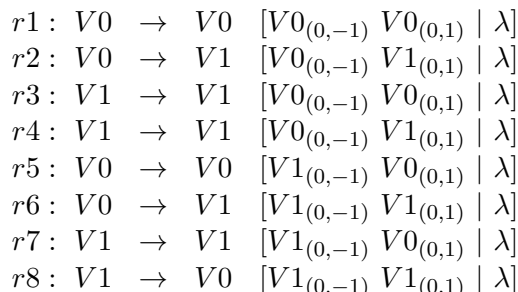 r1 : V0 → V0 [V0(0,−1) V0(0,1) | λ]
r2 : V0 → V1 [V0(0,−1) V1(0,1) | λ]
r3 : V1 → V1 [V0(0,−1) V0(0,1) | λ]
r4 : V1 → V1 [V0(0,−1) V1(0,1) | λ]
r5 : V0 → V0 [V1(0,−1) V0(0,1) | λ]
r6 : V0 → V1 [V1(0,−1) V1(0,1) | λ]
r7 : V1 → V1 [V1(0,−1) V0(0,1) | λ]
r8 : V1 → V0 [V1(0,−1) V1(0,1) | λ]